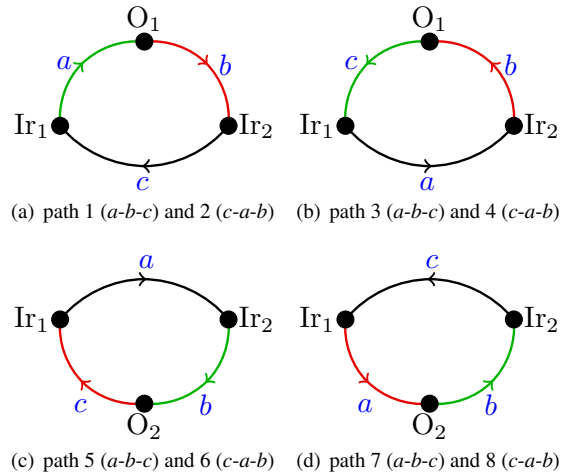 O₁
a
b
Ir₁
Ir₂
c
(a) path 1 (a-b-c) and 2 (c-a-b)
O₁
c
b
Ir₁
Ir₂
a
(b) path 3 (a-b-c) and 4 (c-a-b)
a
Ir₁
Ir₂
c
b
O₂
(c) path 5 (a-b-c) and 6 (c-a-b)
c
Ir₁
Ir₂
a
b
O₂
(d) path 7 (a-b-c) and 8 (c-a-b)